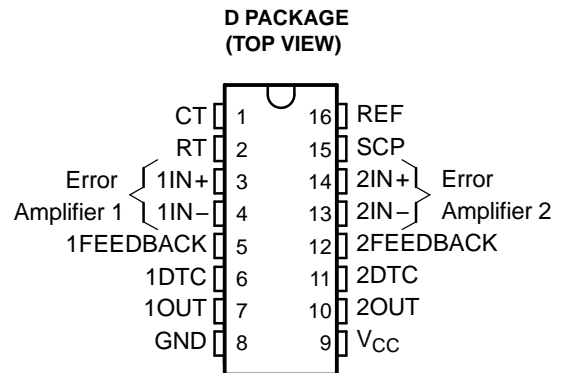 D PACKAGE
(TOP VIEW)
CT 1 16 REF
RT 2 15 SCP
Error Amplifier 1 1IN+ 3 14 2IN+ Error Amplifier 2
1IN− 4 13 2IN−
1FEEDBACK 5 12 2FEEDBACK
1DTC 6 11 2DTC
1OUT 7 10 2OUT
GND 8 9 VCC